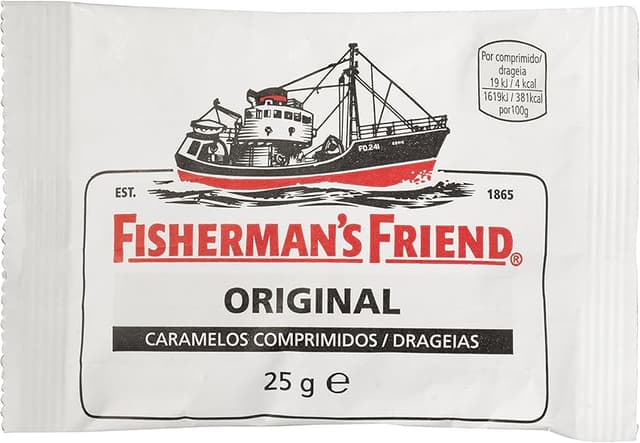 Por comprimido/
drageia
19 kJ / 4 kcal
1619kJ / 381kcal
por100g
FD.241
EST.
1865
FISHERMAN'S FRIEND®
ORIGINAL
CARAMELOS COMPRIMIDOS / DRAGEIAS
25 g ℮